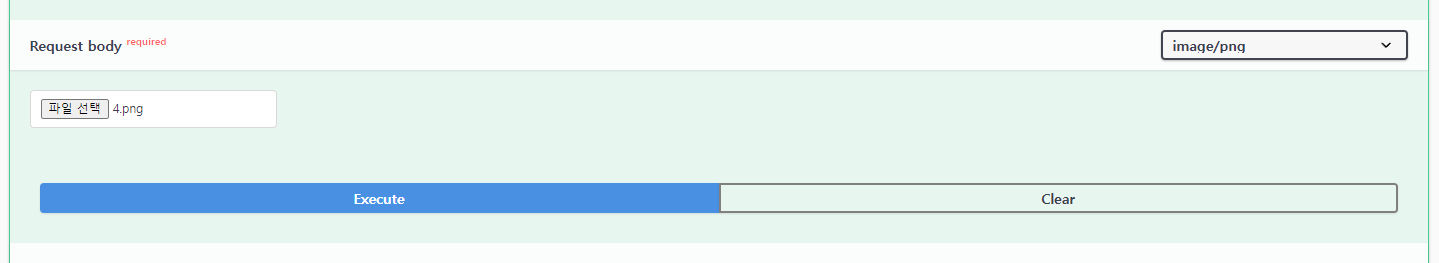 Request body required
image/png
파일 선택 4.png
Execute
Clear